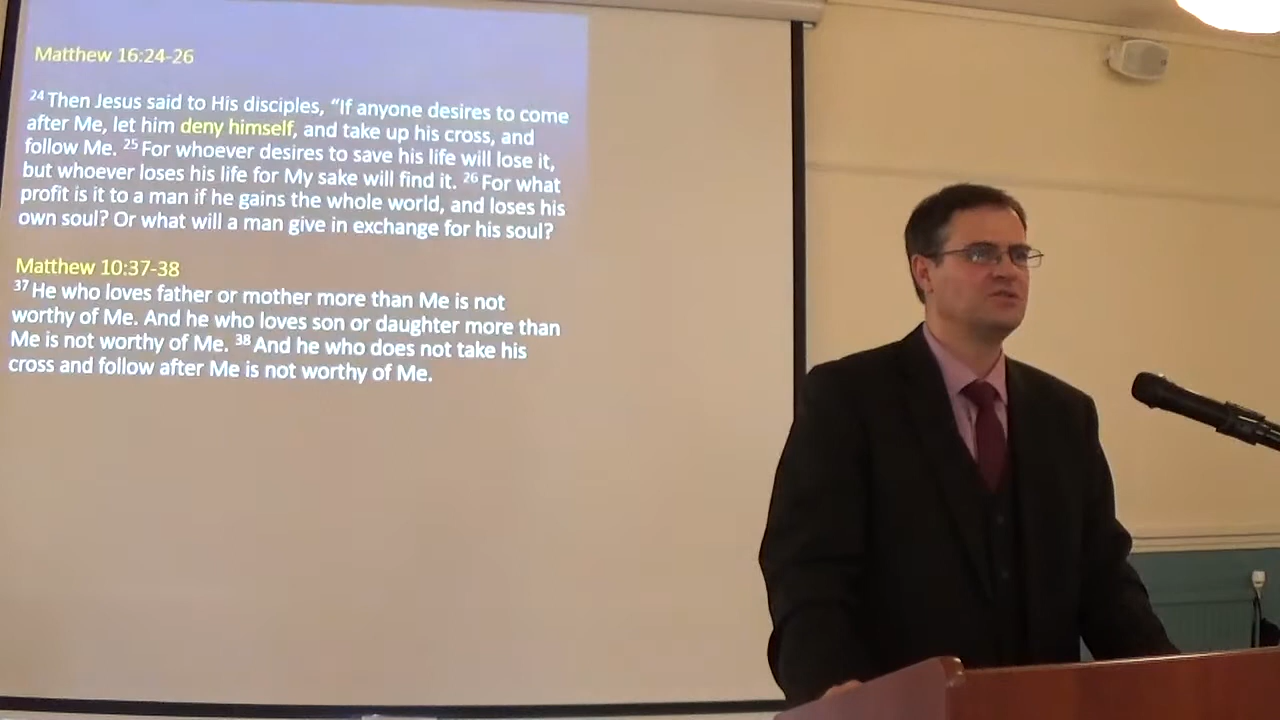 Matthew 16:24-26
24 Then Jesus said to His disciples, “If anyone desires to come
after Me, let him deny himself, and take up his cross, and
follow Me. 25 For whoever desires to save his life will lose it,
but whoever loses his life for My sake will find it. 26 For what
profit is it to a man if he gains the whole world, and loses his
own soul? Or what will a man give in exchange for his soul?
Matthew 10:37-38
37 He who loves father or mother more than Me is not
worthy of Me. And he who loves son or daughter more than
Me is not worthy of Me. 38 And he who does not take his
cross and follow after Me is not worthy of Me.